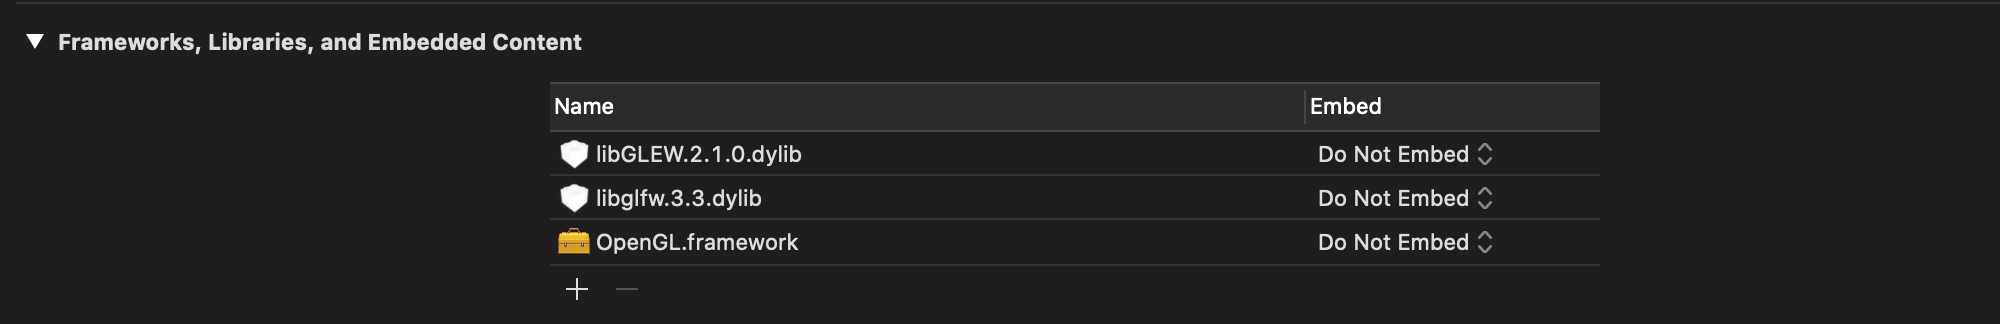 Frameworks, Libraries, and Embedded Content
Name Embed
libGLEW.2.1.0.dylib Do Not Embed
libglfw.3.3.dylib Do Not Embed
OpenGL.framework Do Not Embed